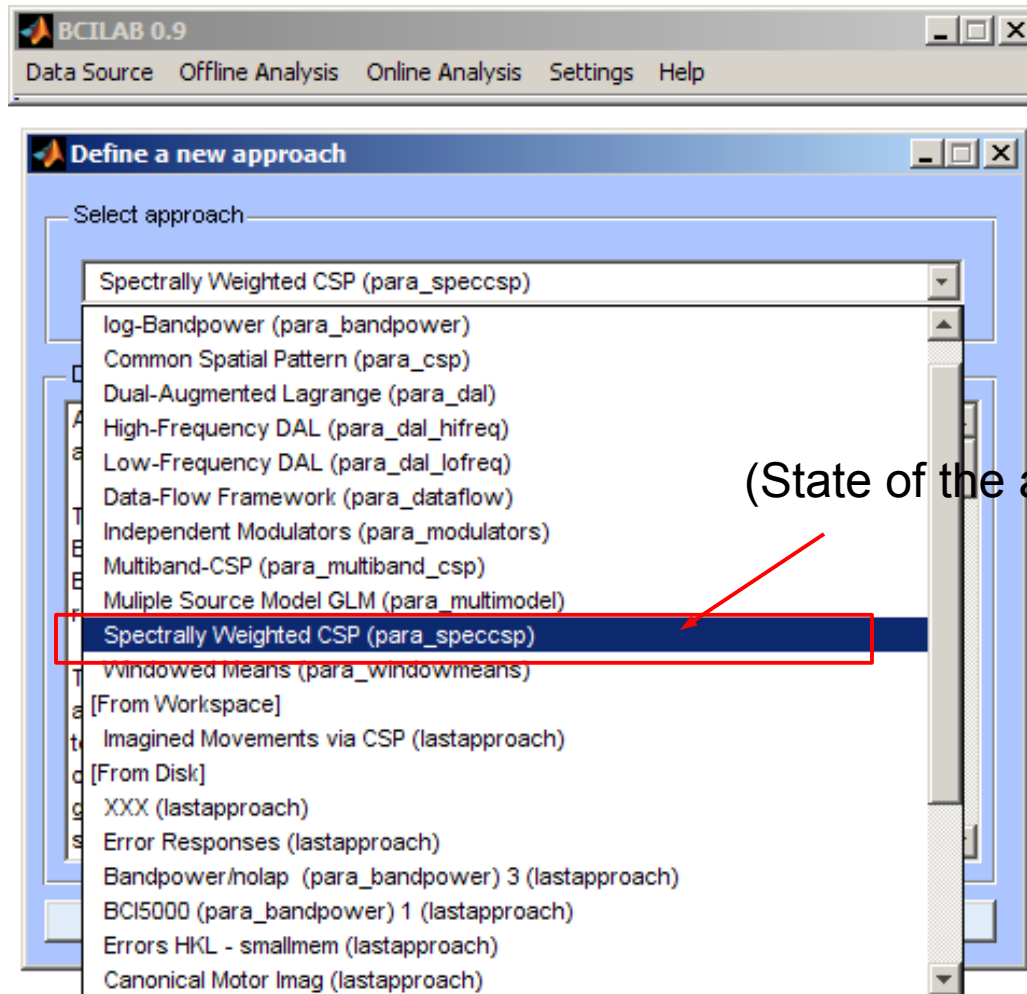 BCILAB 0.9
Data Source Offline Analysis Online Analysis Settings Help
Define a new approach
Select approach
Spectrally Weighted CSP (para_speccsp)
log-Bandpower (para_bandpower)
Common Spatial Pattern (para_csp)
Dual-Augmented Lagrange (para_dal)
High-Frequency DAL (para_dal_hifreq)
Low-Frequency DAL (para_dal_lofreq)
(State of the a
Data-Flow Framework (para_dataflow)
Independent Modulators (para_modulators)
Multiband-CSP (para_multiband_csp)
Muliple Source Model GLM (para_multimodel)
Spectrally Weighted CSP (para_speccsp)
Windowed Means (para_windowmeans)
[From Workspace]
Imagined Movements via CSP (lastapproach)
[From Disk]
XXX (lastapproach)
Error Responses (lastapproach)
Bandpower/nolap (para_bandpower) 3 (lastapproach)
BCI5000 (para_bandpower) 1 (lastapproach)
Errors HKL - smallmem (lastapproach)
Canonical Motor Imag (lastapproach)